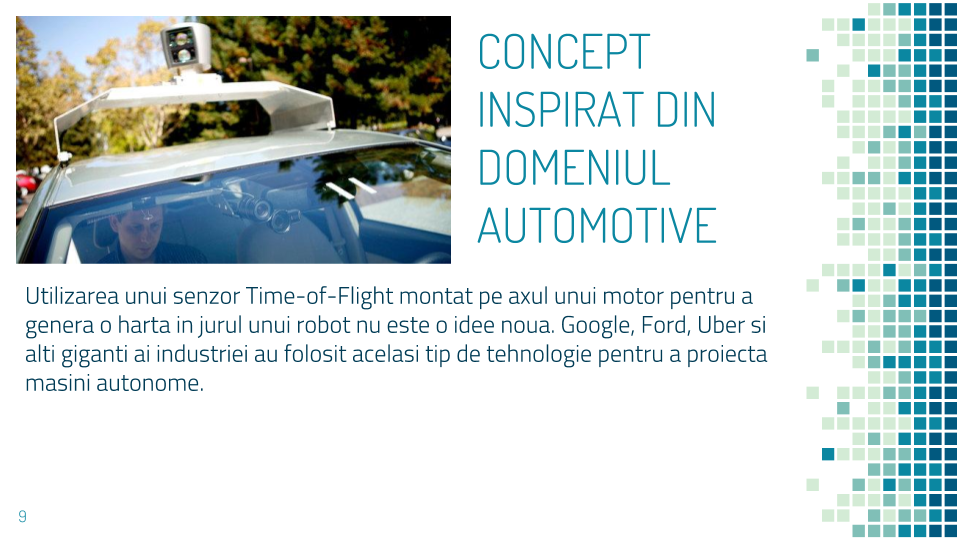 CONCEPT
INSPIRAT DIN
DOMENIUL
AUTOMOTIVE
Utilizarea unui senzor Time-of-Flight montat pe axul unui motor pentru a
genera o harta in jurul unui robot nu este o idee noua. Google, Ford, Uber si
alti giganti ai industriei au folosit acelasi tip de tehnologie pentru a proiecta
masini autonome.
9